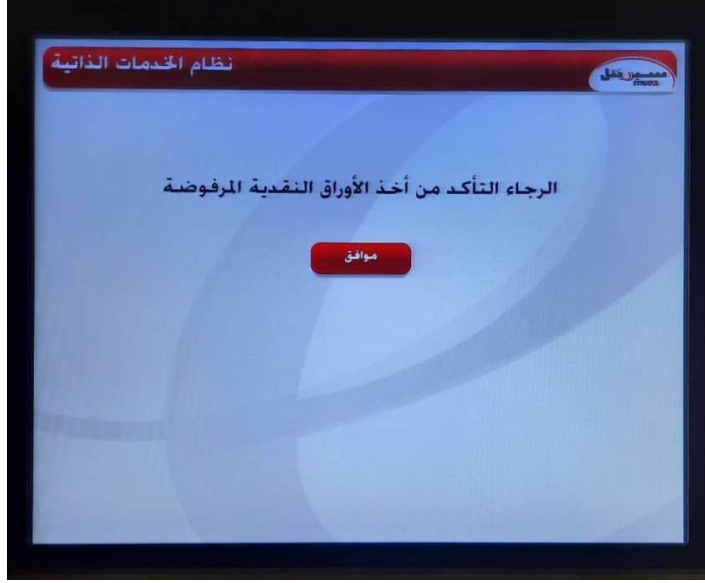 نظام الخدمات الذاتية
الرجاء التأكد من أخذ الأوراق النقدية المرفوضة
موافق